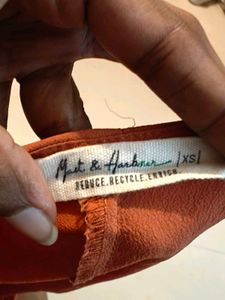 Mat & Harbour |XS|
REDUCE.RECYCLE.ENRICH